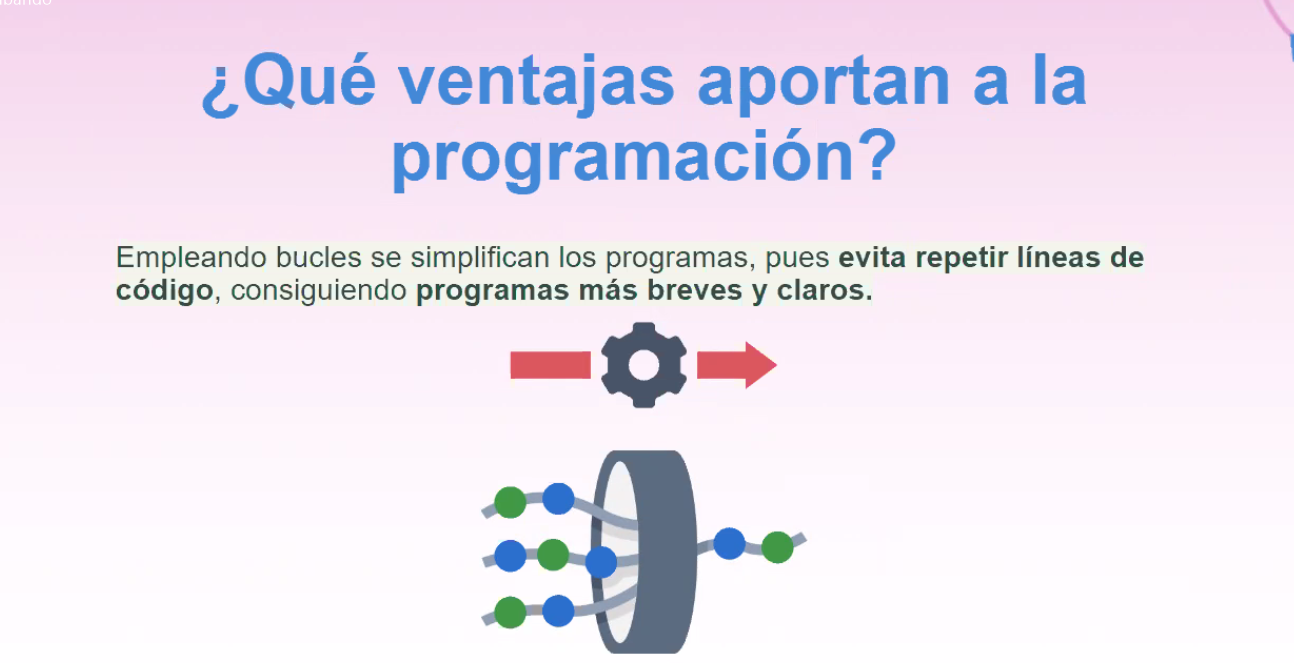 ¿Qué ventajas aportan a la
programación?
Empleando bucles se simplifican los programas, pues evita repetir líneas de
código, consiguiendo programas más breves y claros.